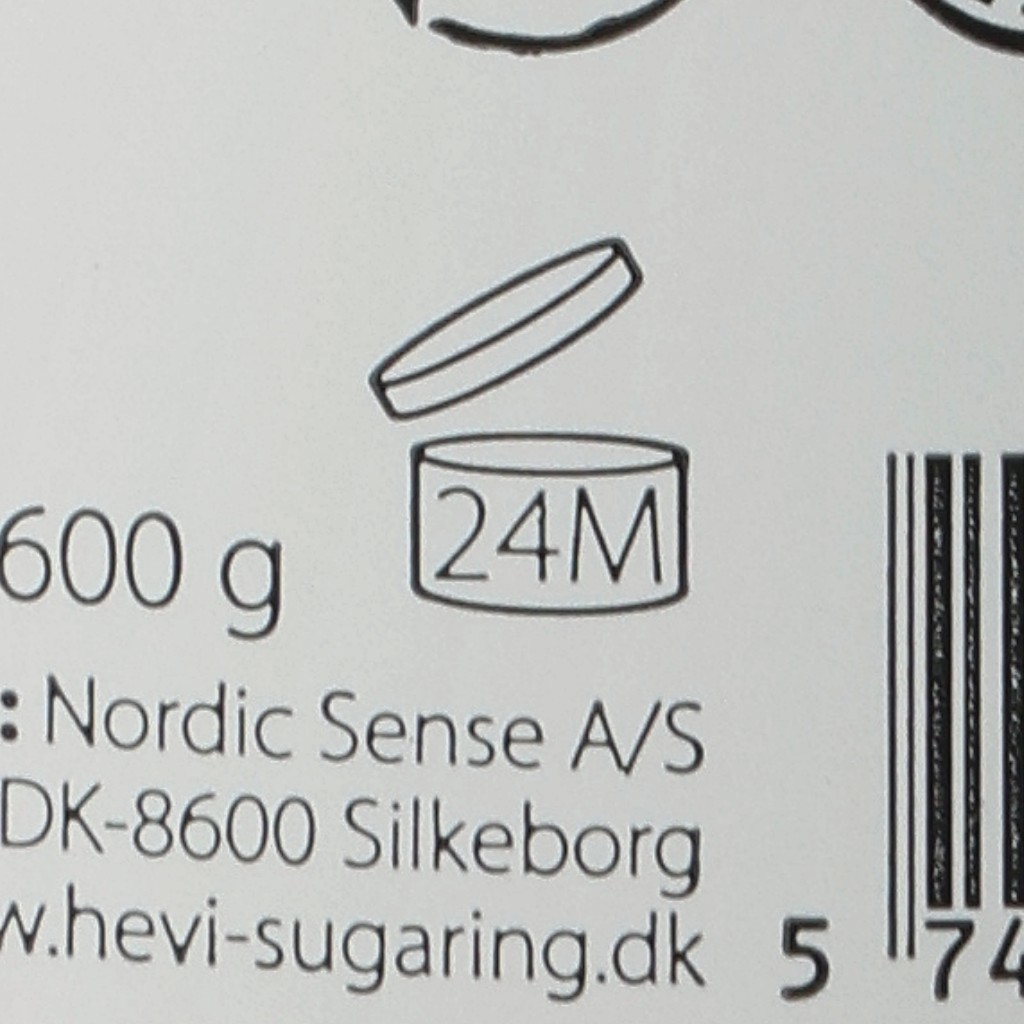 24M
600 g
: Nordic Sense A/S
DK-8600 Silkeborg
w.hevi-sugaring.dk
5 74